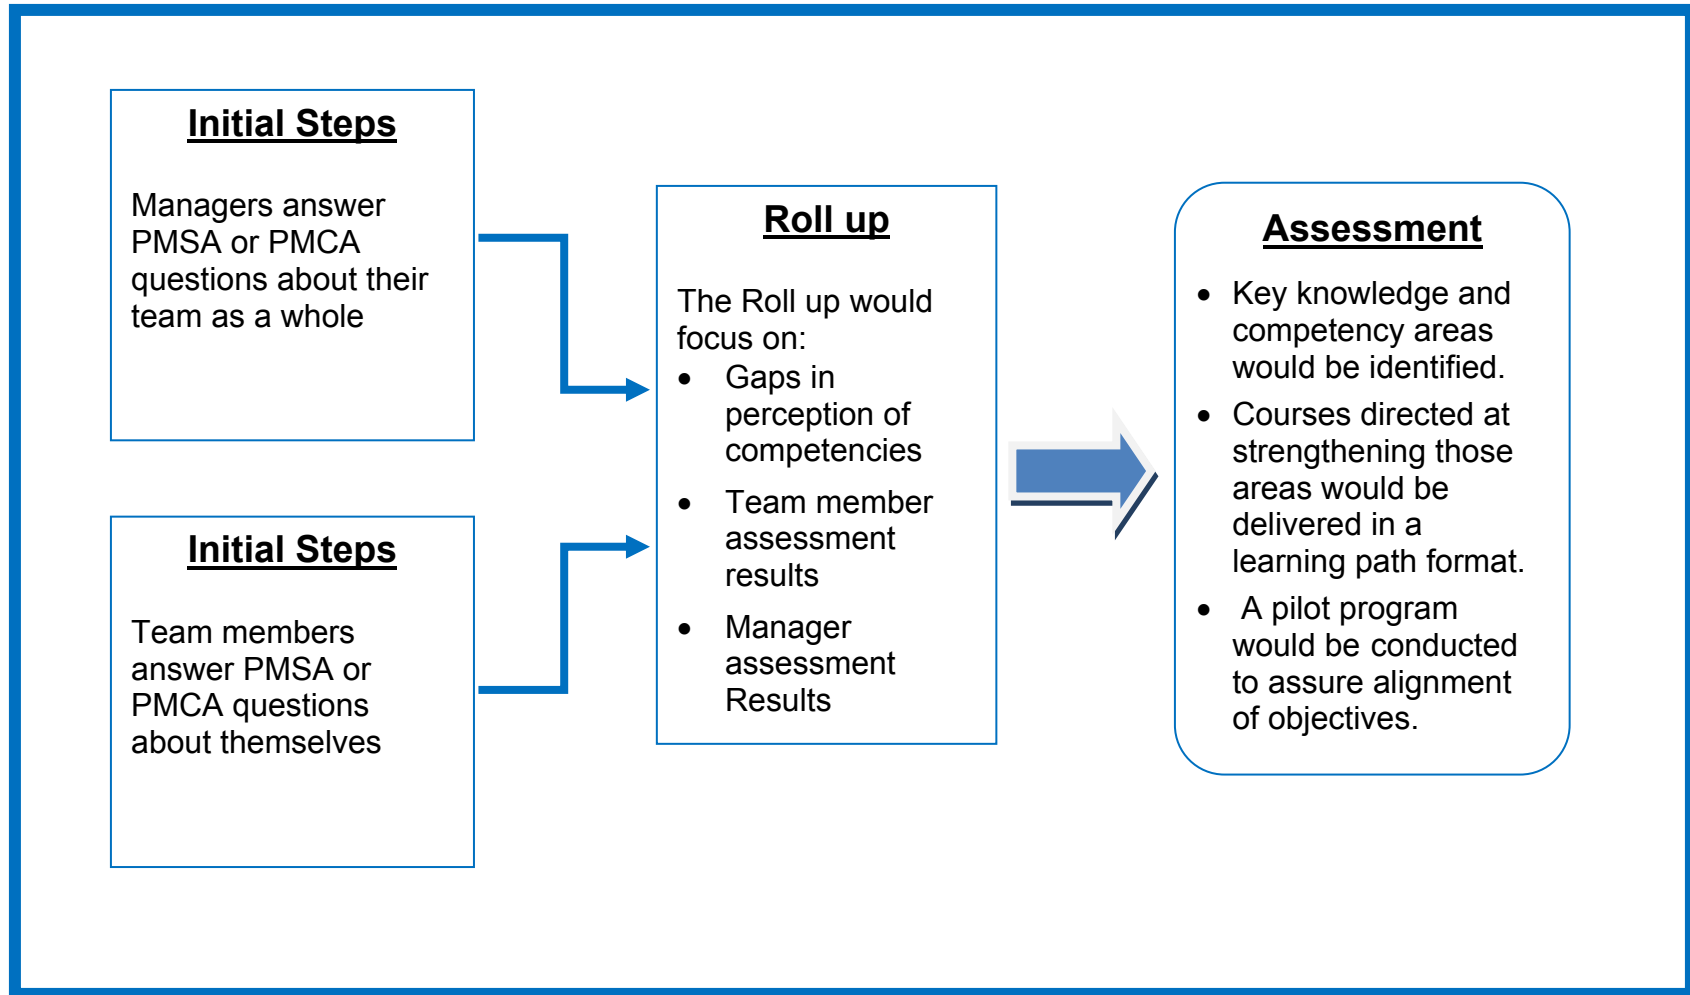 Initial Steps
Managers answer
PMSA or PMCA
questions about their
team as a whole
Initial Steps
Team members
answer PMSA or
PMCA questions
about themselves
Roll up
The Roll up would
focus on:
• Gaps in
perception of
competencies
• Team member
assessment
results
• Manager
assessment
Results
Assessment
• Key knowledge and
competency areas
would be identified.
• Courses directed at
strengthening those
areas would be
delivered in a
learning path format.
• A pilot program
would be conducted
to assure alignment
of objectives.